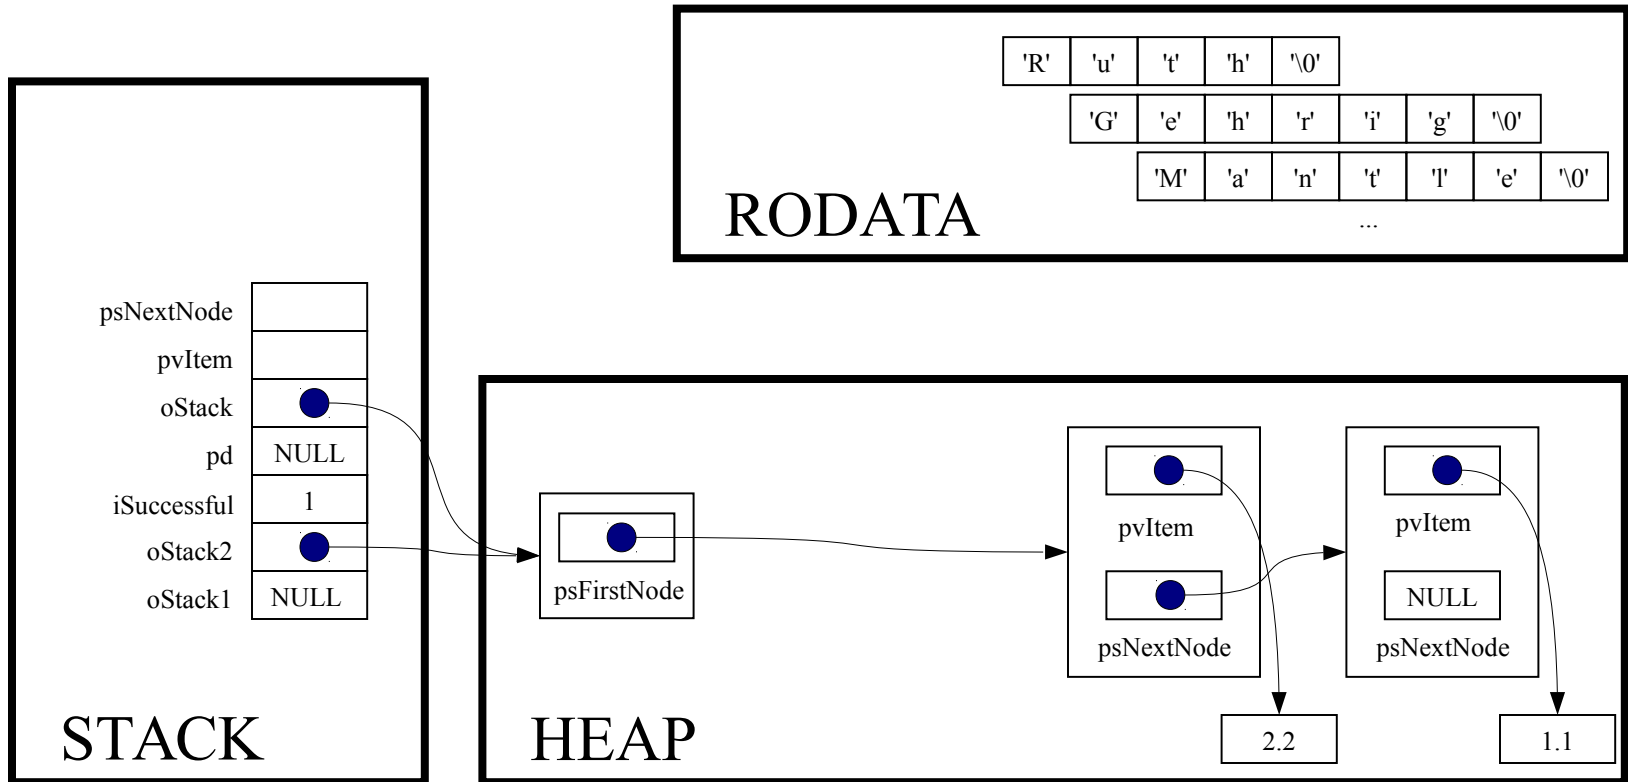 'R' 'u' 't' 'h' '\0'
'G' 'e' 'h' 'r' 'i' 'g' '\0'
'M' 'a' 'n' 't' 'l' 'e' '\0'
...
RODATA
psNextNode
pvItem
oStack
pd NULL
iSuccessful 1
oStack2
oStack1 NULL
STACK
psFirstNode
pvItem
psNextNode
pvItem
NULL
psNextNode
2.2
1.1
HEAP